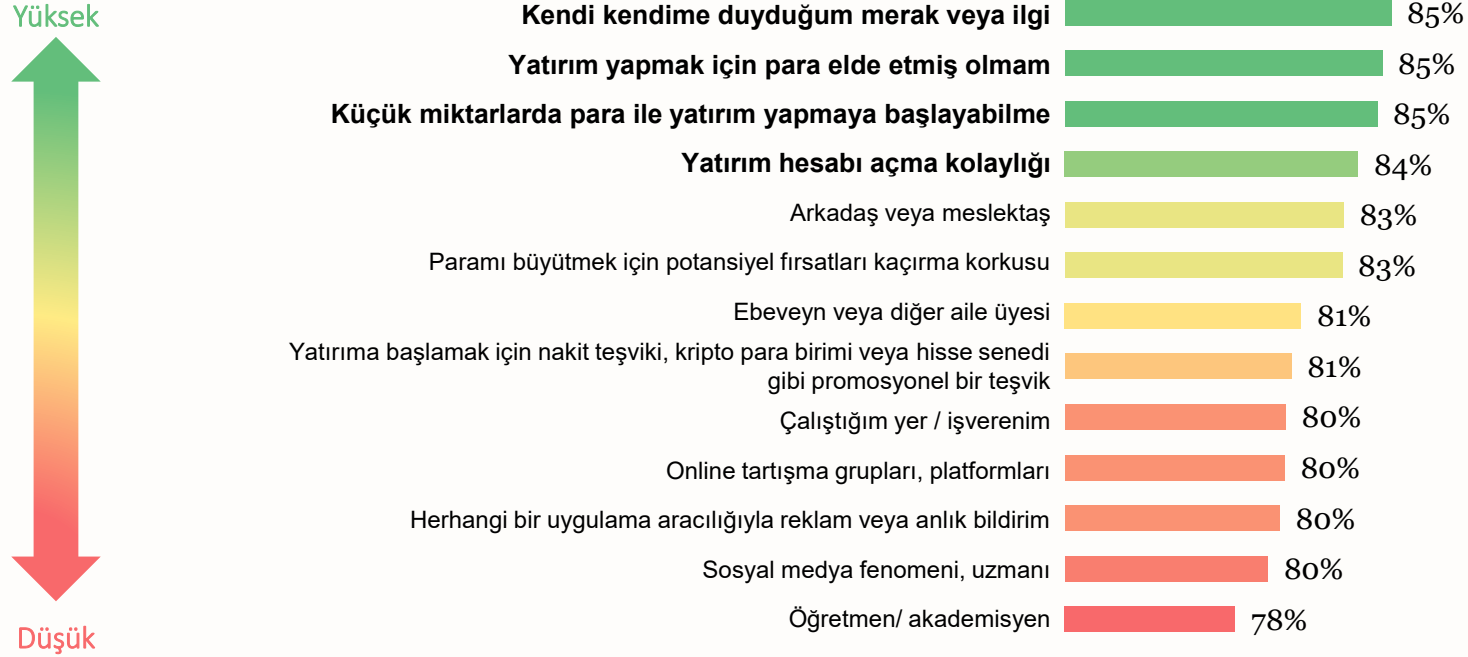 Yüksek
Kendi kendime duyduğum merak veya ilgi 85%
Yatırım yapmak için para elde etmiş olmam 85%
Küçük miktarlarda para ile yatırım yapmaya başlayabilme 85%
Yatırım hesabı açma kolaylığı 84%
Arkadaş veya meslektaş 83%
Paramı büyütmek için potansiyel fırsatları kaçırma korkusu 83%
Ebeveyn veya diğer aile üyesi 81%
Yatırıma başlamak için nakit teşviki, kripto para birimi veya hisse senedi
gibi promosyonel bir teşvik 81%
Çalıştığım yer / işverenim 80%
Online tartışma grupları, platformları 80%
Herhangi bir uygulama aracılığıyla reklam veya anlık bildirim 80%
Sosyal medya fenomeni, uzmanı 80%
Öğretmen/ akademisyen 78%
Düşük